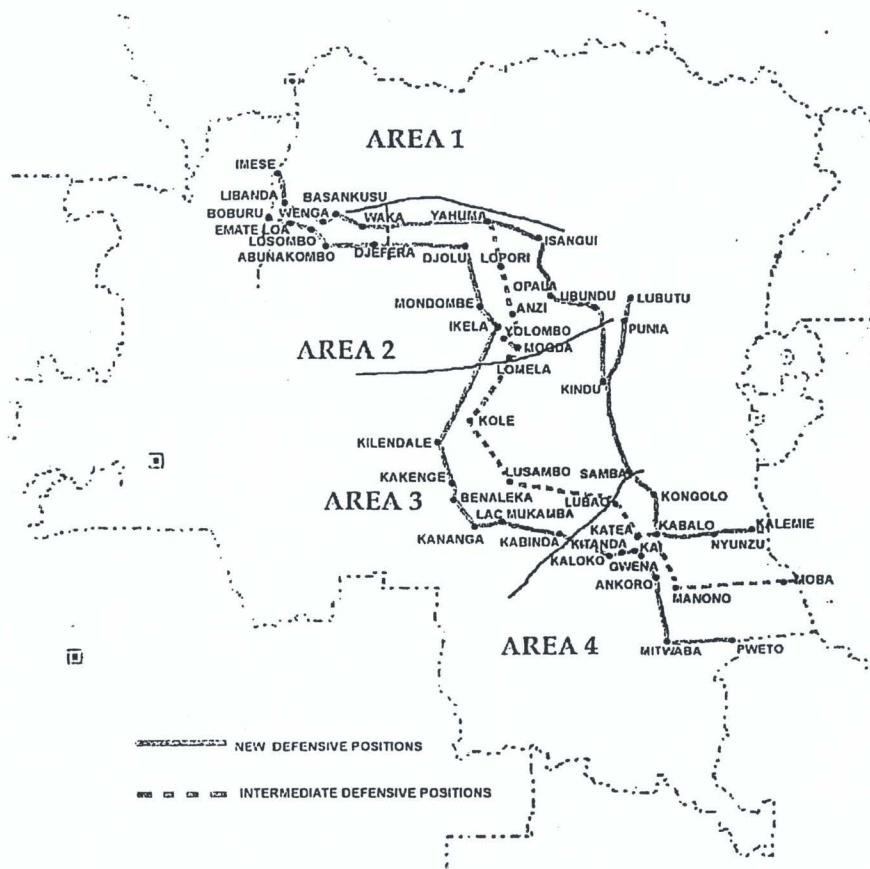 AREA 1
IMESE
LIBANDA
BASANKUSU
BOBURU
WENGA
WAKA
YAHUMA
EMATE LOA
ISANGUI
LOSOMBO
ABUNAKOMBO
DJEFERA
DJOLU
LOPORI
OPALA
UBUNDU
LUBUTU
MONDOMBE
ANZI
IKELA
YOLOMBO
PUNIA
MOGDA
AREA 2
LOMELA
KINDU
KOLE
KILENDALE
KAKENGE
LUSAMBO
SAMBA
AREA 3
BENALEKA
LUBAO
KONGOLO
LAC MUKAMBA
KANANGA
KABINDA
KATEA
KABALO
KALEMIE
KITANDA
KA
NYUNZU
KALOKO
GWENA
ANKORO
MANONO
MOBA
AREA 4
MITWABA
PWETO
NEW DEFENSIVE POSITIONS
INTERMEDIATE DEFENSIVE POSITIONS